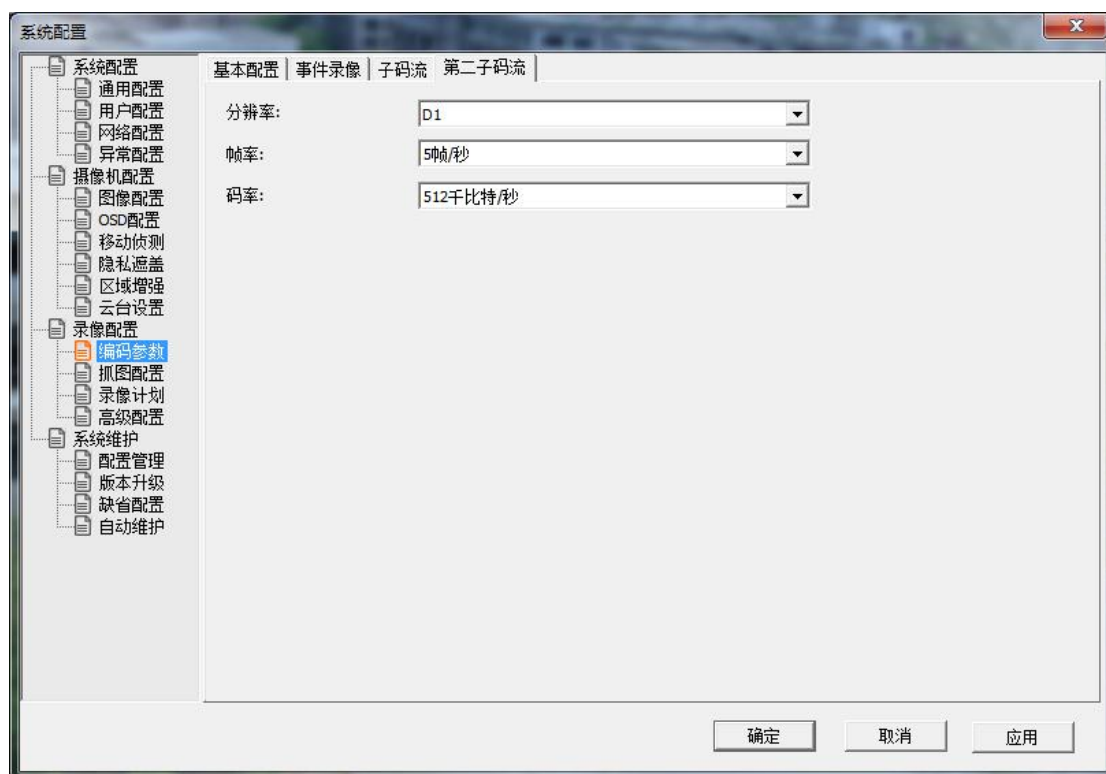 系统配置
系统配置
通用配置
用户配置
网络配置
异常配置
摄像机配置
图像配置
OSD配置
移动侦测
隐私遮盖
区域增强
云台设置
录像配置
编码参数
抓图配置
录像计划
高级配置
系统维护
配置管理
版本升级
缺省配置
自动维护
基本配置 事件录像 子码流 第二子码流
分辨率: D1
帧率: 5帧/秒
码率: 512千比特/秒
确定 取消 应用